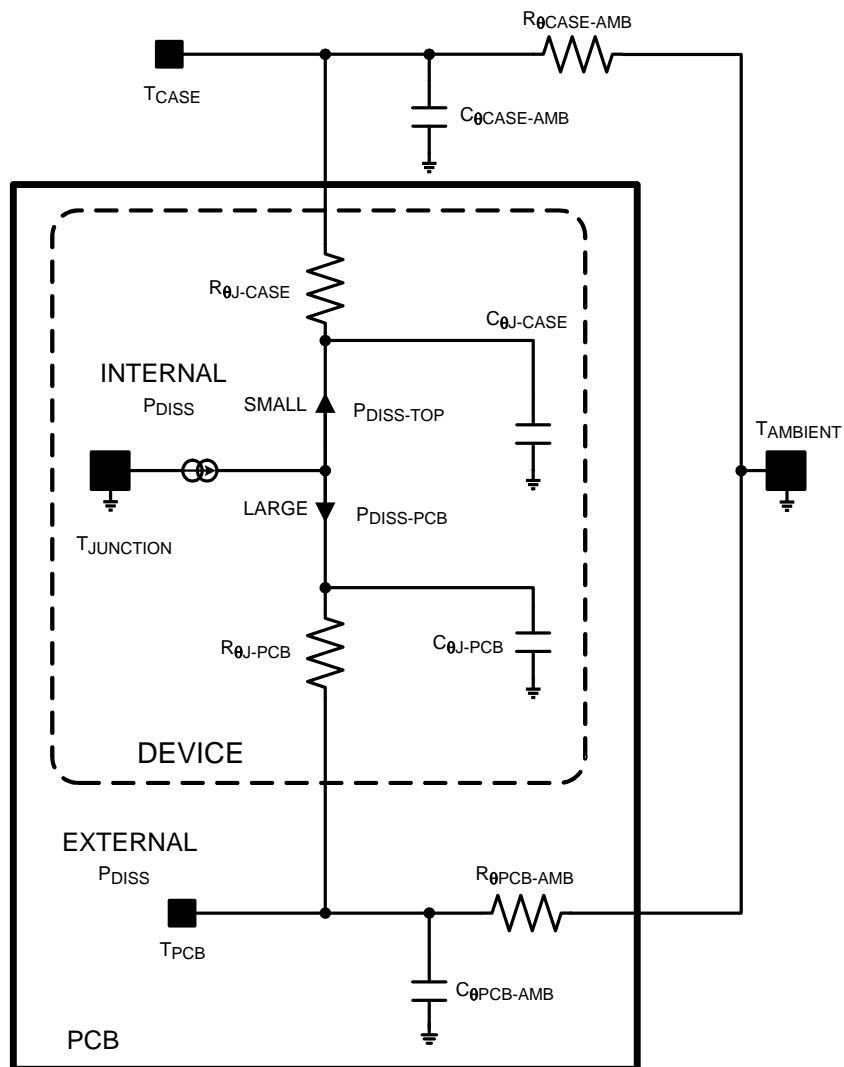 RθCASE-AMB
TCASE
CθCASE-AMB
RθJ-CASE
CθJ-CASE
INTERNAL
PDISS
SMALL
PDISS-TOP
TAMBIENT
LARGE
PDISS-PCB
TJUNCTION
RθJ-PCB
CθJ-PCB
DEVICE
EXTERNAL
PDISS
RθPCB-AMB
TPCB
CθPCB-AMB
PCB